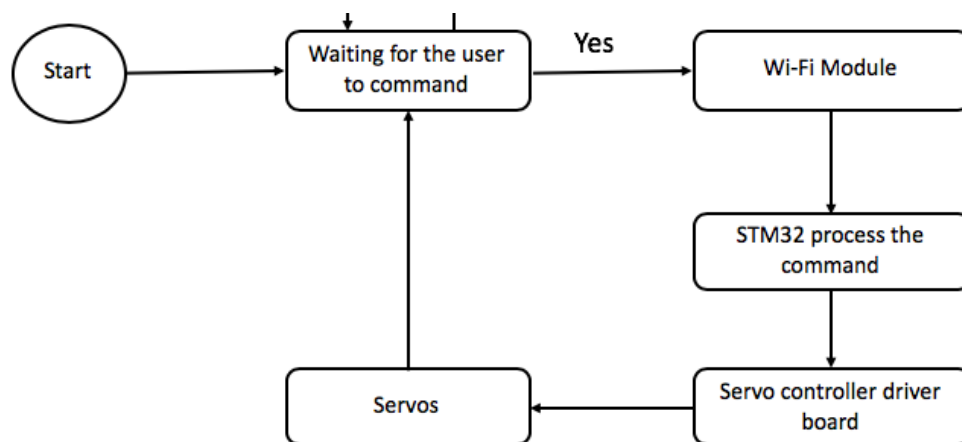 Start
Waiting for the user
to command
Yes
Wi-Fi Module
STM32 process the
command
Servo controller driver
board
Servos